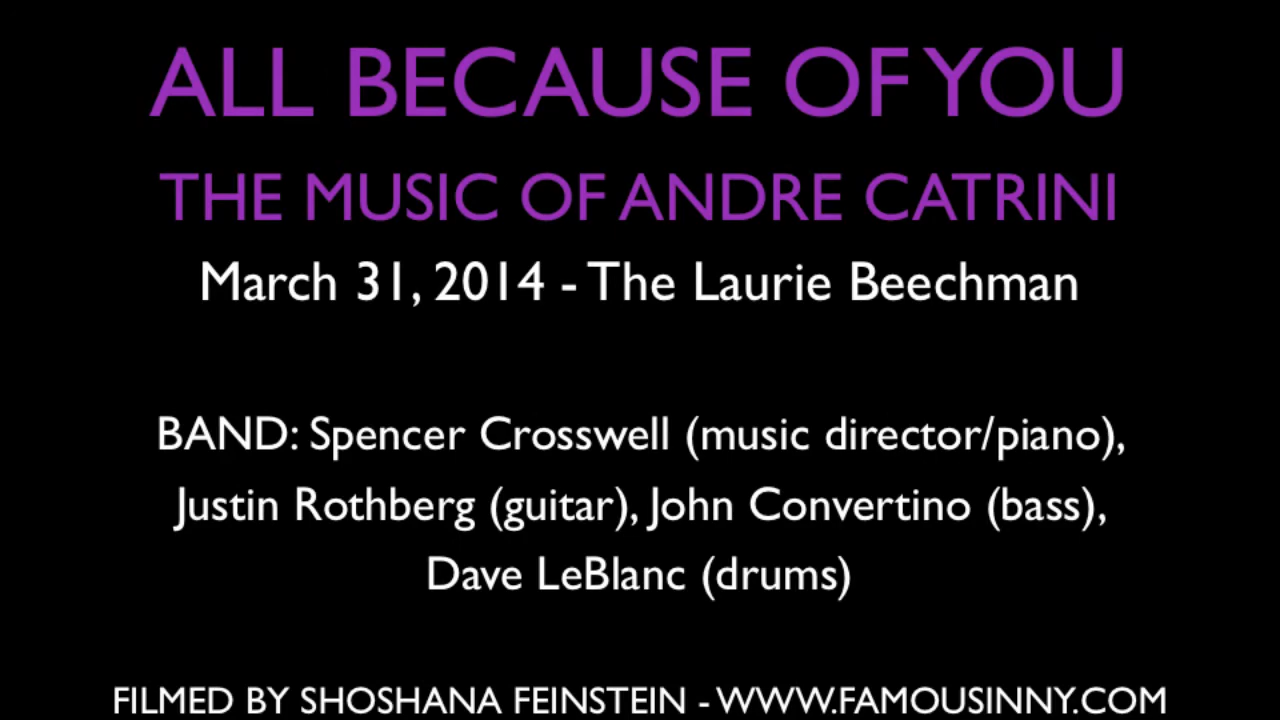 ALL BECAUSE OF YOU
THE MUSIC OF ANDRE CATRINI
March 31, 2014 - The Laurie Beechman
BAND: Spencer Crosswell (music director/piano),
Justin Rothberg (guitar), John Convertino (bass),
Dave LeBlanc (drums)
FILMED BY SHOSHANA FEINSTEIN - WWW.FAMOUSINNY.COM